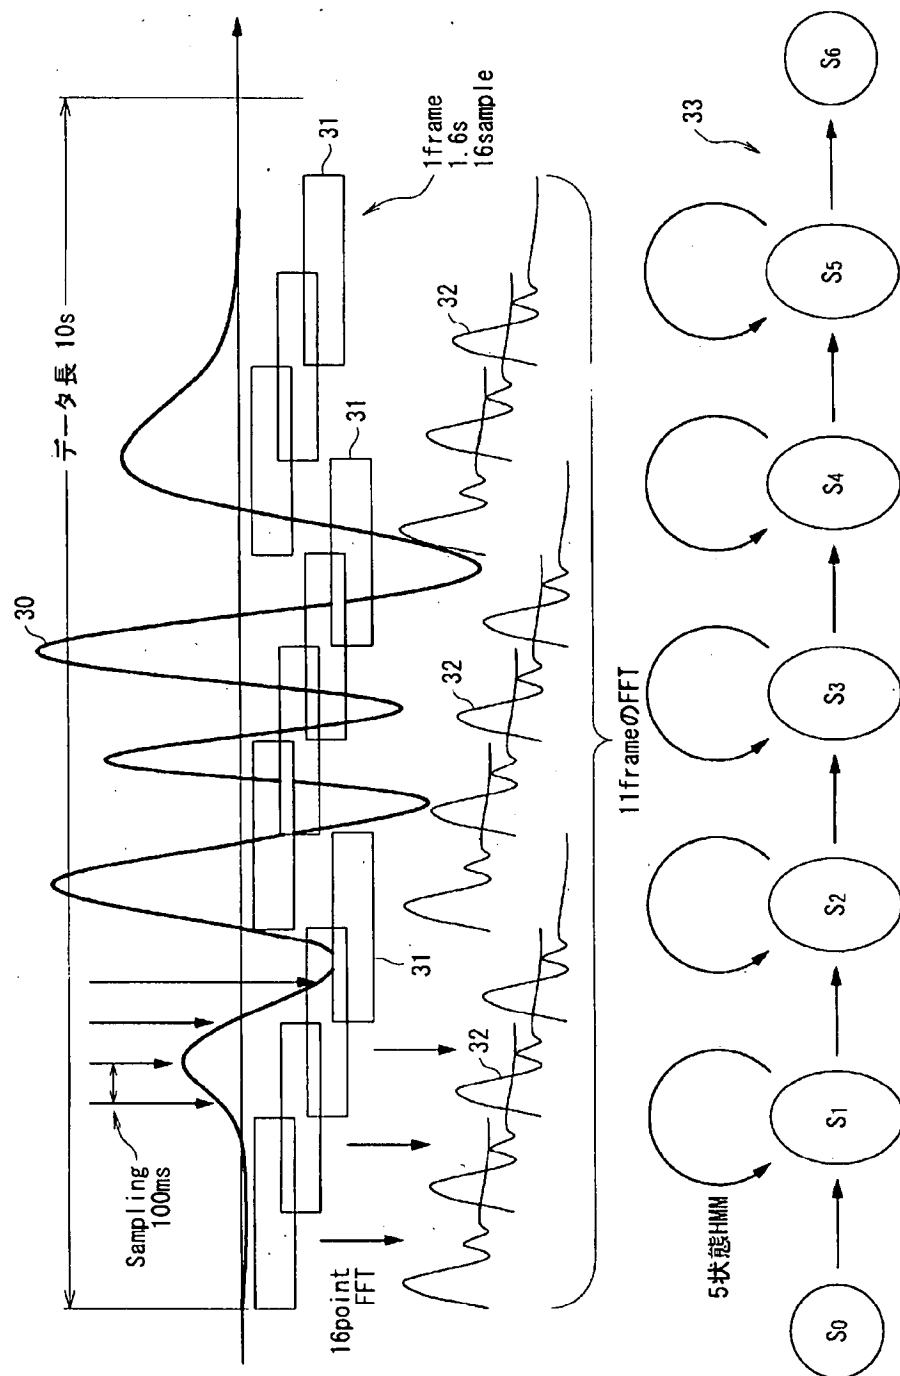 データ長 10s
30
Sampling
100ms
31
31
31
1frame
1.6s
16sample
16point
FFT
32
32
32
11frameのFFT
5状態HMM
33
S0
S1
S2
S3
S4
S5
S6